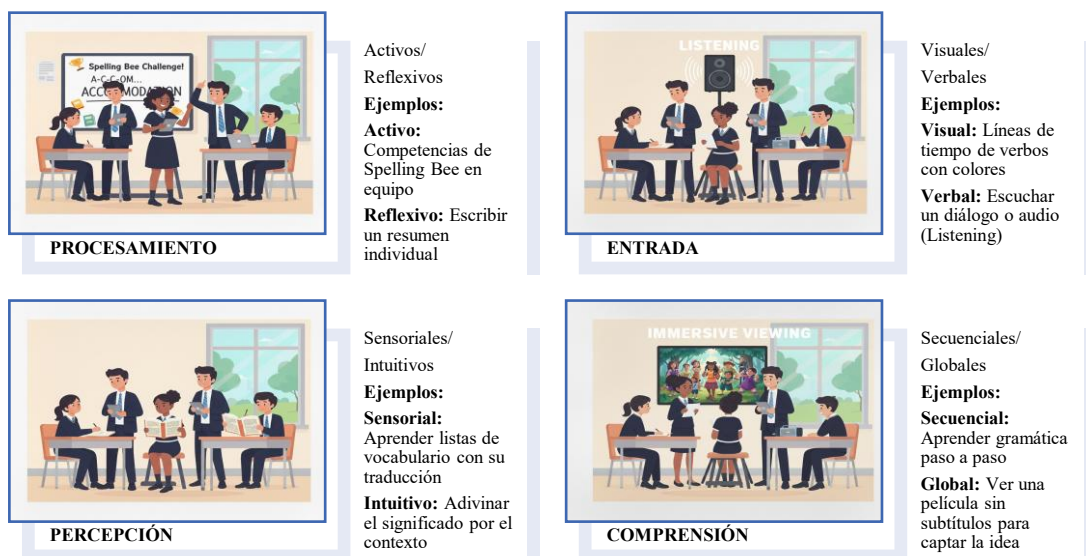 Spelling Bee Challenge!
A-C-C-OM...
ACCOMMODATION
PROCESAMIENTO
Activos/
Reflexivos
Ejemplos:
Activo:
Competencias de
Spelling Bee en
equipo
Reflexivo: Escribir
un resumen
individual
LISTENING
ENTRADA
Visuales/
Verbales
Ejemplos:
Visual: Líneas de
tiempo de verbos
con colores
Verbal: Escuchar
un diálogo o audio
(Listening)
PERCEPCIÓN
Sensoriales/
Intuitivos
Ejemplos:
Sensorial:
Aprender listas de
vocabulario con su
traducción
Intuitivo: Adivinar
el significado por el
contexto
IMMERSIVE VIEWING
COMPRENSIÓN
Secuenciales/
Globales
Ejemplos:
Secuencial:
Aprender gramática
paso a paso
Global: Ver una
película sin
subtítulos para
captar la idea